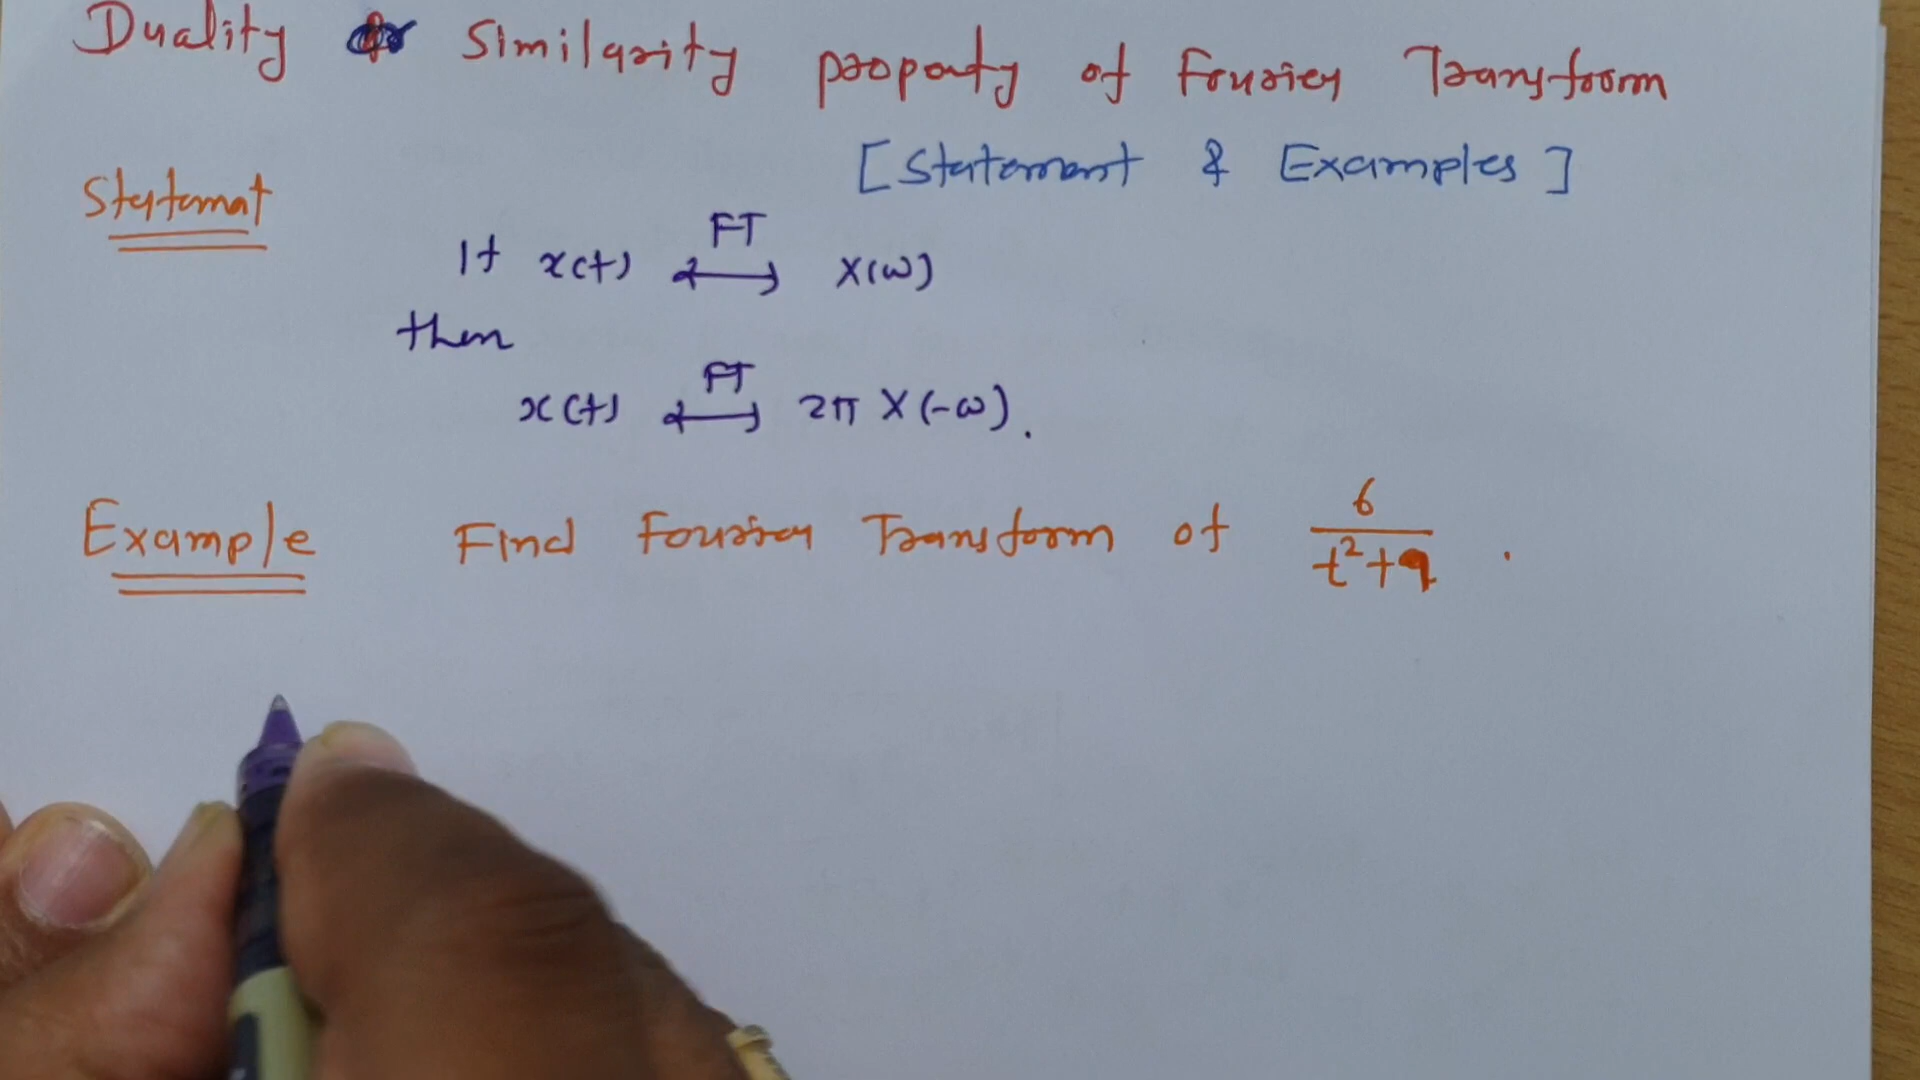 Duality or Similarity property of Fourier Transform
[Statement & Examples]
Statemat
If x(t) FT ↔ X(ω)
then
x(t) FT ↔ 2π X(-ω).
Example Find Fourier Transform of 6/(t²+9).